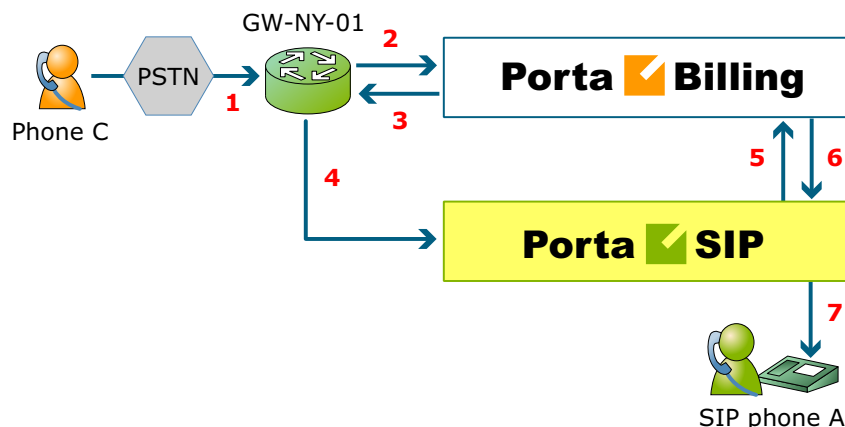 GW-NY-01
2
PSTN
Porta Billing
1
3
Phone C
4
5
6
Porta SIP
7
SIP phone A